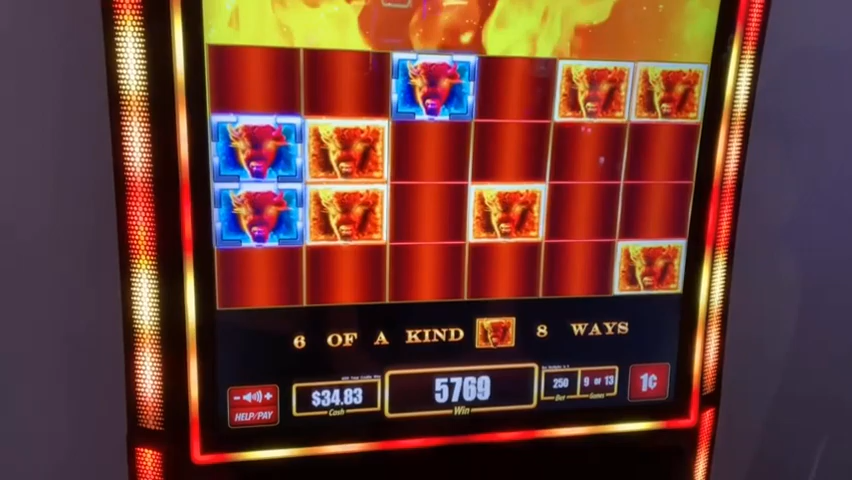 6 OF A KIND 8 WAYS
- +
HELP/PAY
$34.83
Cash
5769
Win
250
Bet
9 OF 13
Games
1¢